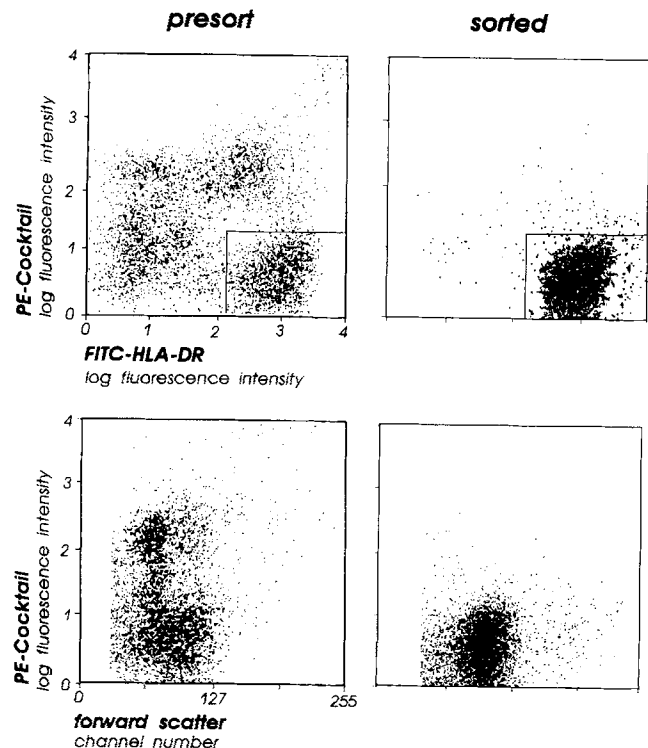 presort
sorted
4
3
2
1
0
PE-Cocktail
log fluorescence intensity
0 1 2 3 4
FITC-HLA-DR
log fluorescence intensity
4
3
2
1
0
PE-Cocktail
log fluorescence intensity
0 127 255
forward scatter
channel number